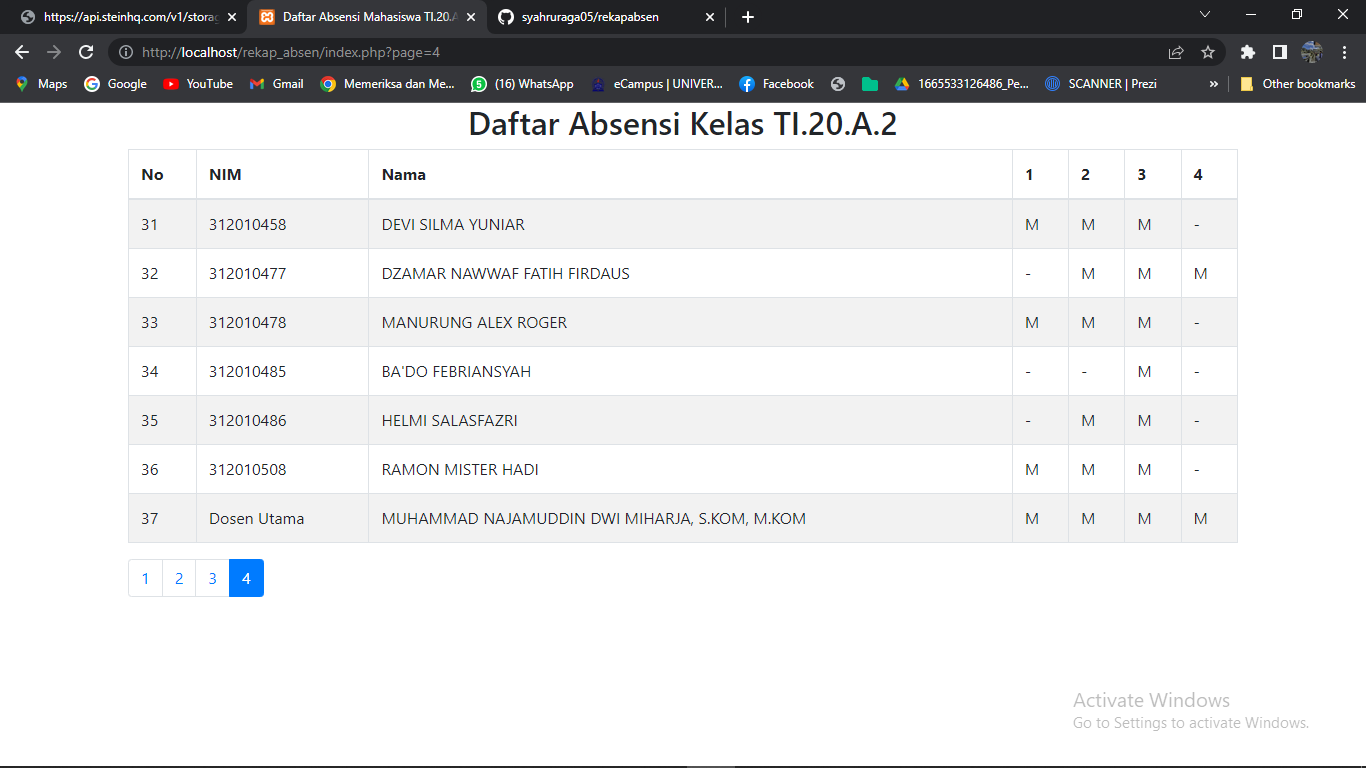 https://api.steinhq.com/v1/storag
Daftar Absensi Mahasiswa TI.20.A
syahruraga05/rekapabsen
http://localhost/rekap_absen/index.php?page=4
Maps Google YouTube Gmail Memeriksa dan Me... (16) WhatsApp eCampus | UNIVER... Facebook 1665533126486_Pe... SCANNER | Prezi » Other bookmarks
Daftar Absensi Kelas TI.20.A.2
No NIM Nama 1 2 3 4
31 312010458 DEVI SILMA YUNIAR M M M -
32 312010477 DZAMAR NAWWAF FATIH FIRDAUS - M M M
33 312010478 MANURUNG ALEX ROGER M M M -
34 312010485 BA'DO FEBRIANSYAH - - M -
35 312010486 HELMI SALASFAZRI - M M -
36 312010508 RAMON MISTER HADI M M M -
37 Dosen Utama MUHAMMAD NAJAMUDDIN DWI MIHARJA, S.KOM, M.KOM M M M M
1 2 3 4
Activate Windows
Go to Settings to activate Windows.